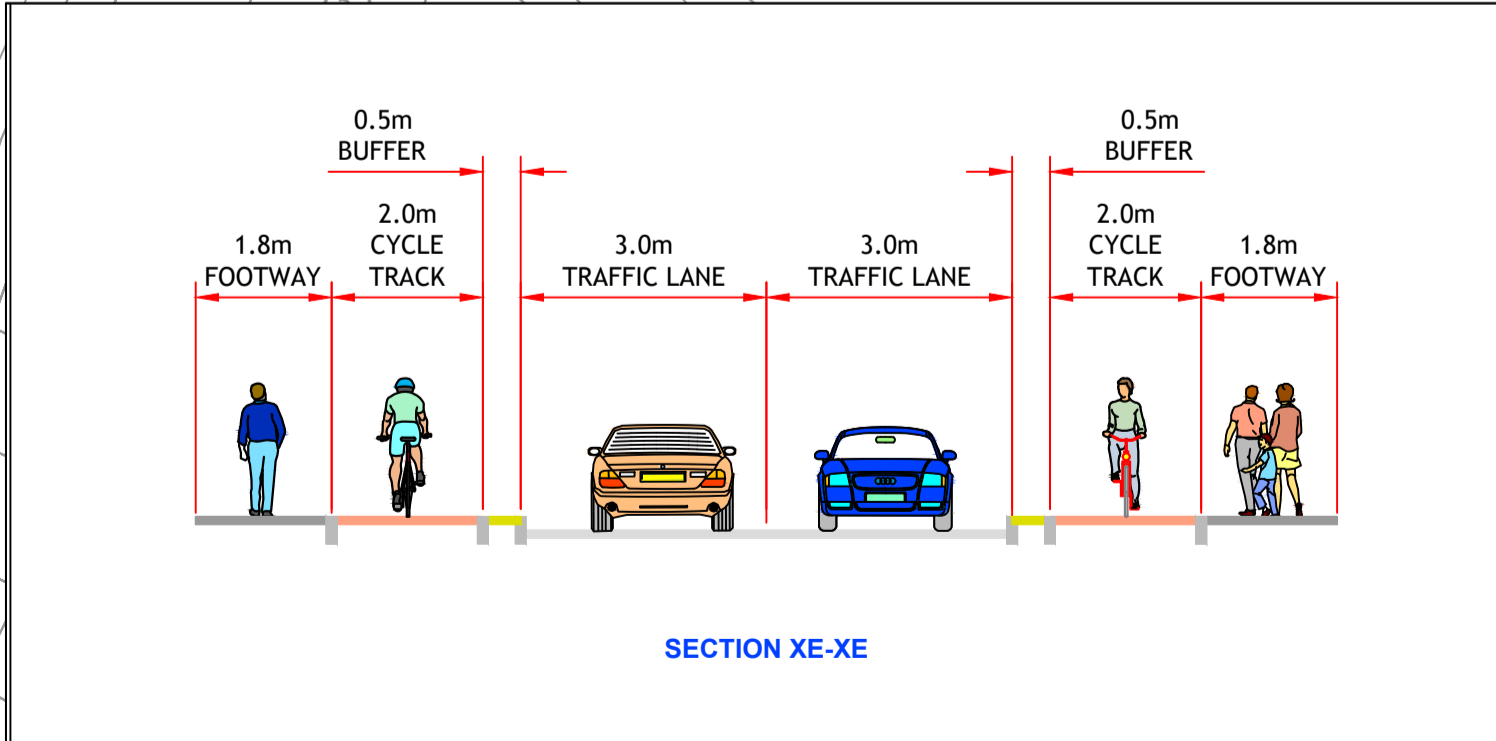 0.5m
BUFFER
0.5m
BUFFER
1.8m
FOOTWAY
2.0m
CYCLE
TRACK
3.0m
TRAFFIC LANE
3.0m
TRAFFIC LANE
2.0m
CYCLE
TRACK
1.8m
FOOTWAY
SECTION XE-XE